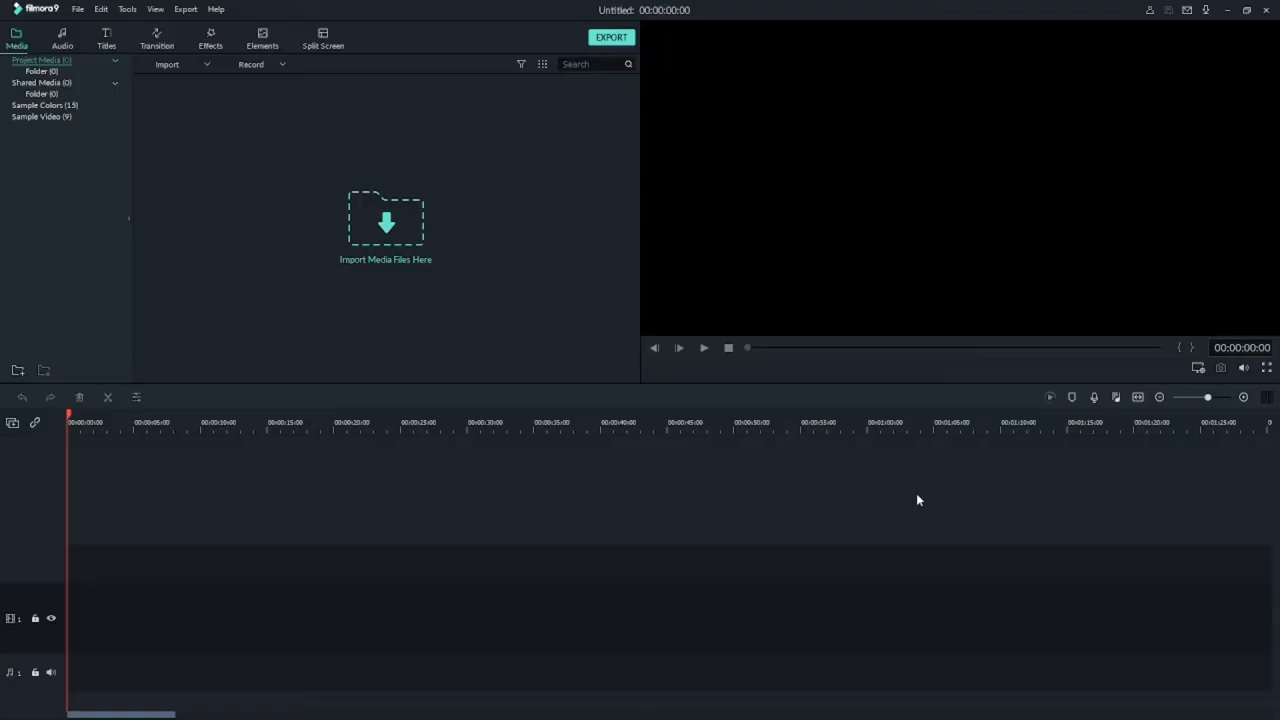 filmora9 File Edit Tools View Export Help Untitled: 00:00:00:00
Media Audio Titles Transition Effects Elements Split Screen EXPORT
Project Media (0)
Folder (0)
Shared Media (0)
Folder (0)
Sample Colors (15)
Sample Video (9)
Import Record Search
Import Media Files Here
00:00:00:00
00:00:00:00 00:00:05:00 00:00:10:00 00:00:15:00 00:00:20:00 00:00:25:00 00:00:30:00 00:00:35:00 00:00:40:00 00:00:45:00 00:00:50:00 00:00:55:00 00:01:00:00 00:01:05:00 00:01:10:00 00:01:15:00 00:01:20:00 00:01:25:00 0
1
1